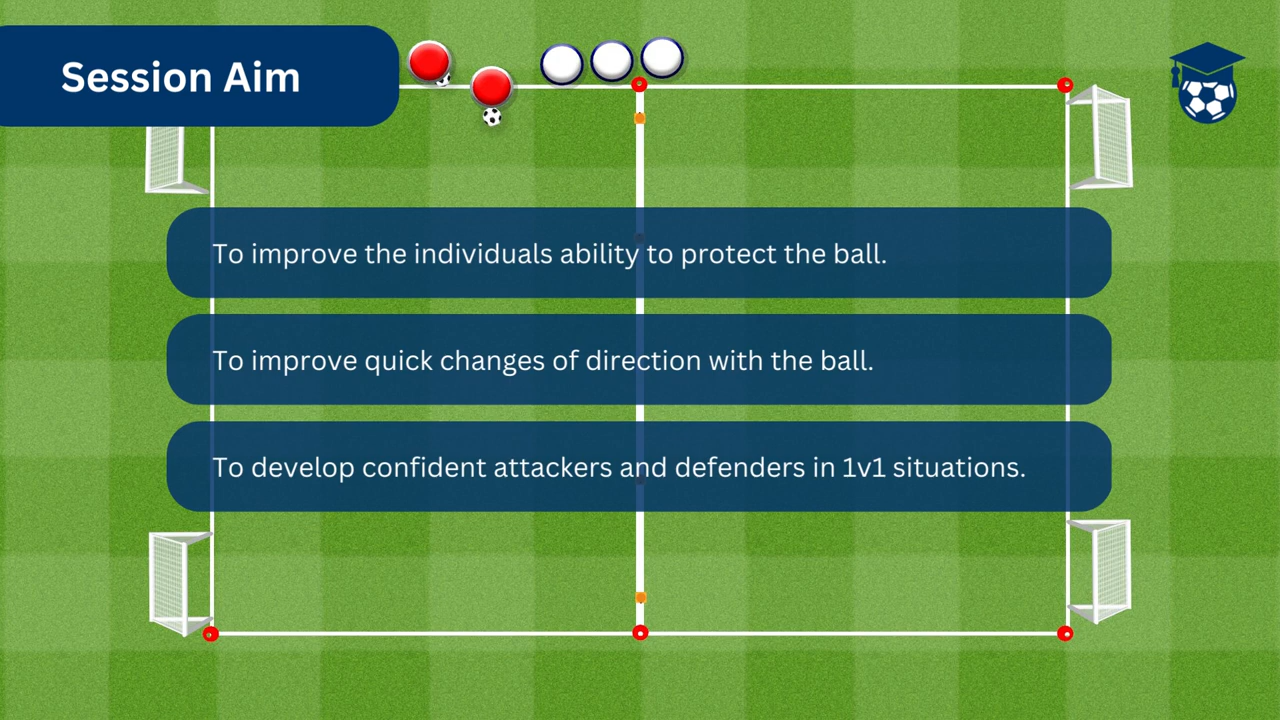 Session Aim
To improve the individuals ability to protect the ball.
To improve quick changes of direction with the ball.
To develop confident attackers and defenders in 1v1 situations.